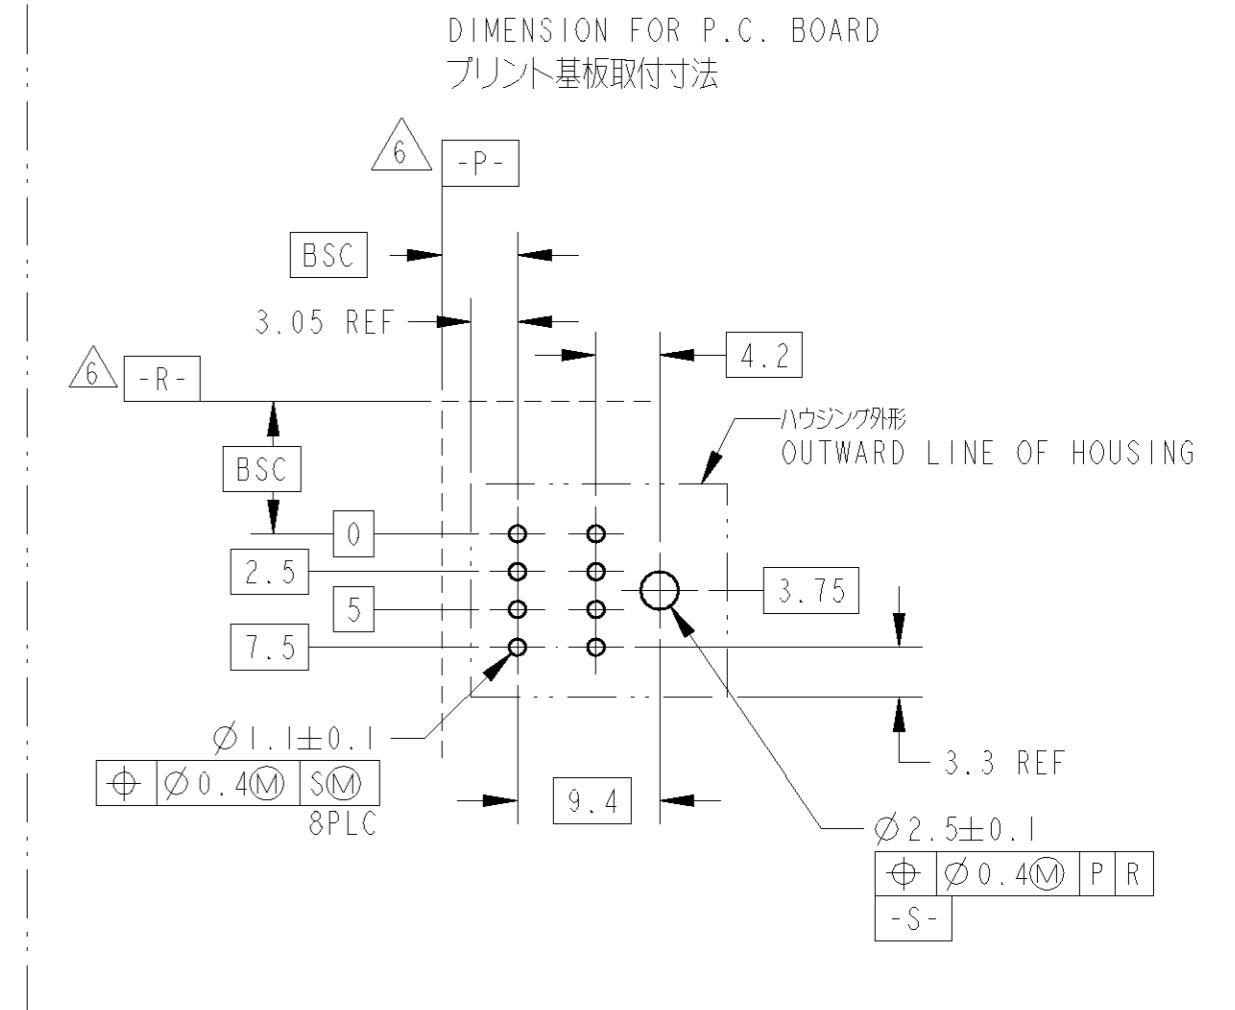 DIMENSION FOR P.C. BOARD
プリント基板取付寸法
6
-P-
BSC
3.05 REF
4.2
6
-R-
ハウジング外形
OUTWARD LINE OF HOUSING
BSC
0
2.5
3.75
5
7.5
Ø1.1±0.1
⌖ Ø0.4Ⓜ SⓂ
8PLC
3.3 REF
9.4
Ø2.5±0.1
⌖ Ø0.4Ⓜ P R
-S-